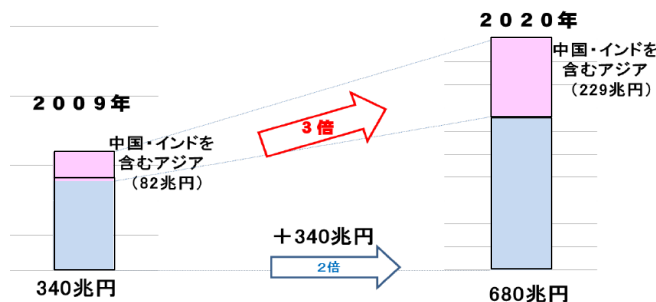 2020年
中国・インドを
含むアジア
(229兆円)
2009年
中国・インドを
含むアジア
(82兆円)
3倍
+340兆円
2倍
340兆円
680兆円